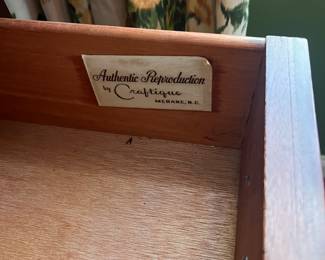 Authentic Reproduction
by Craftique
MEBANE, N.C.
A